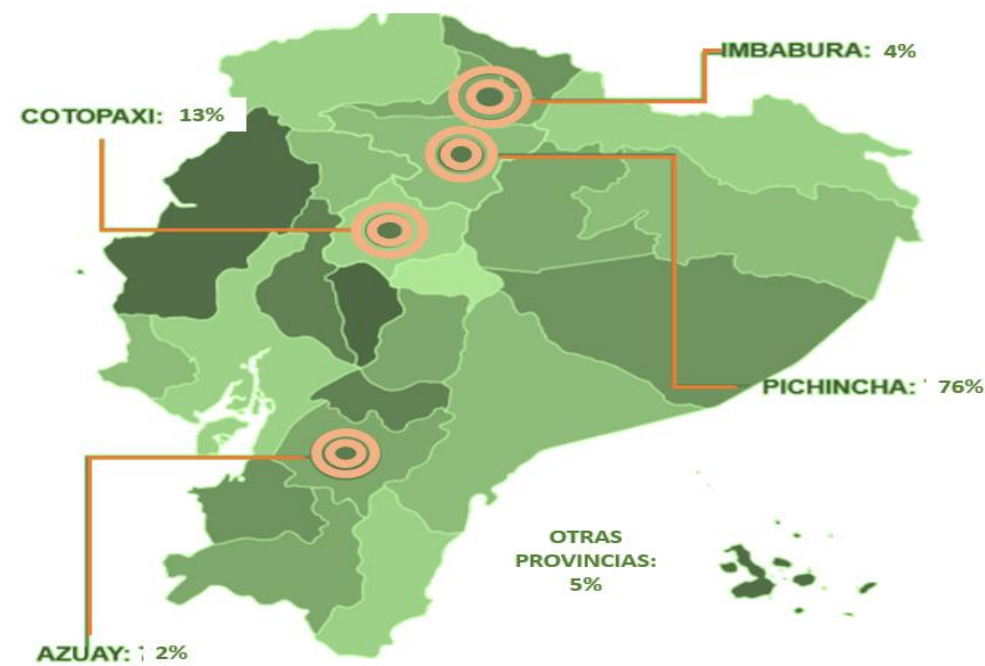 IMBABURA: 4%
COTOPAXI: 13%
PICHINCHA: 76%
OTRAS
PROVINCIAS:
5%
AZUAY: 2%